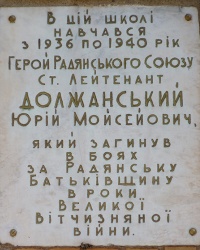 В ЦІЙ ШКОЛІ
НАВЧАВСЯ
З 1936 ПО 1940 РІК
ГЕРОЙ РАДЯНСЬКОГО СОЮЗУ
СТ. ЛЕЙТЕНАНТ
ДОЛЖАНСЬКИЙ
ЮРІЙ МОЙСЕЙОВИЧ,
ЯКИЙ ЗАГИНУВ
В БОЯХ
ЗА РАДЯНСЬКУ
БАТЬКІВЩИНУ
В РОКИ
ВЕЛИКОЇ
ВІТЧИЗНЯНОЇ
ВІЙНИ.